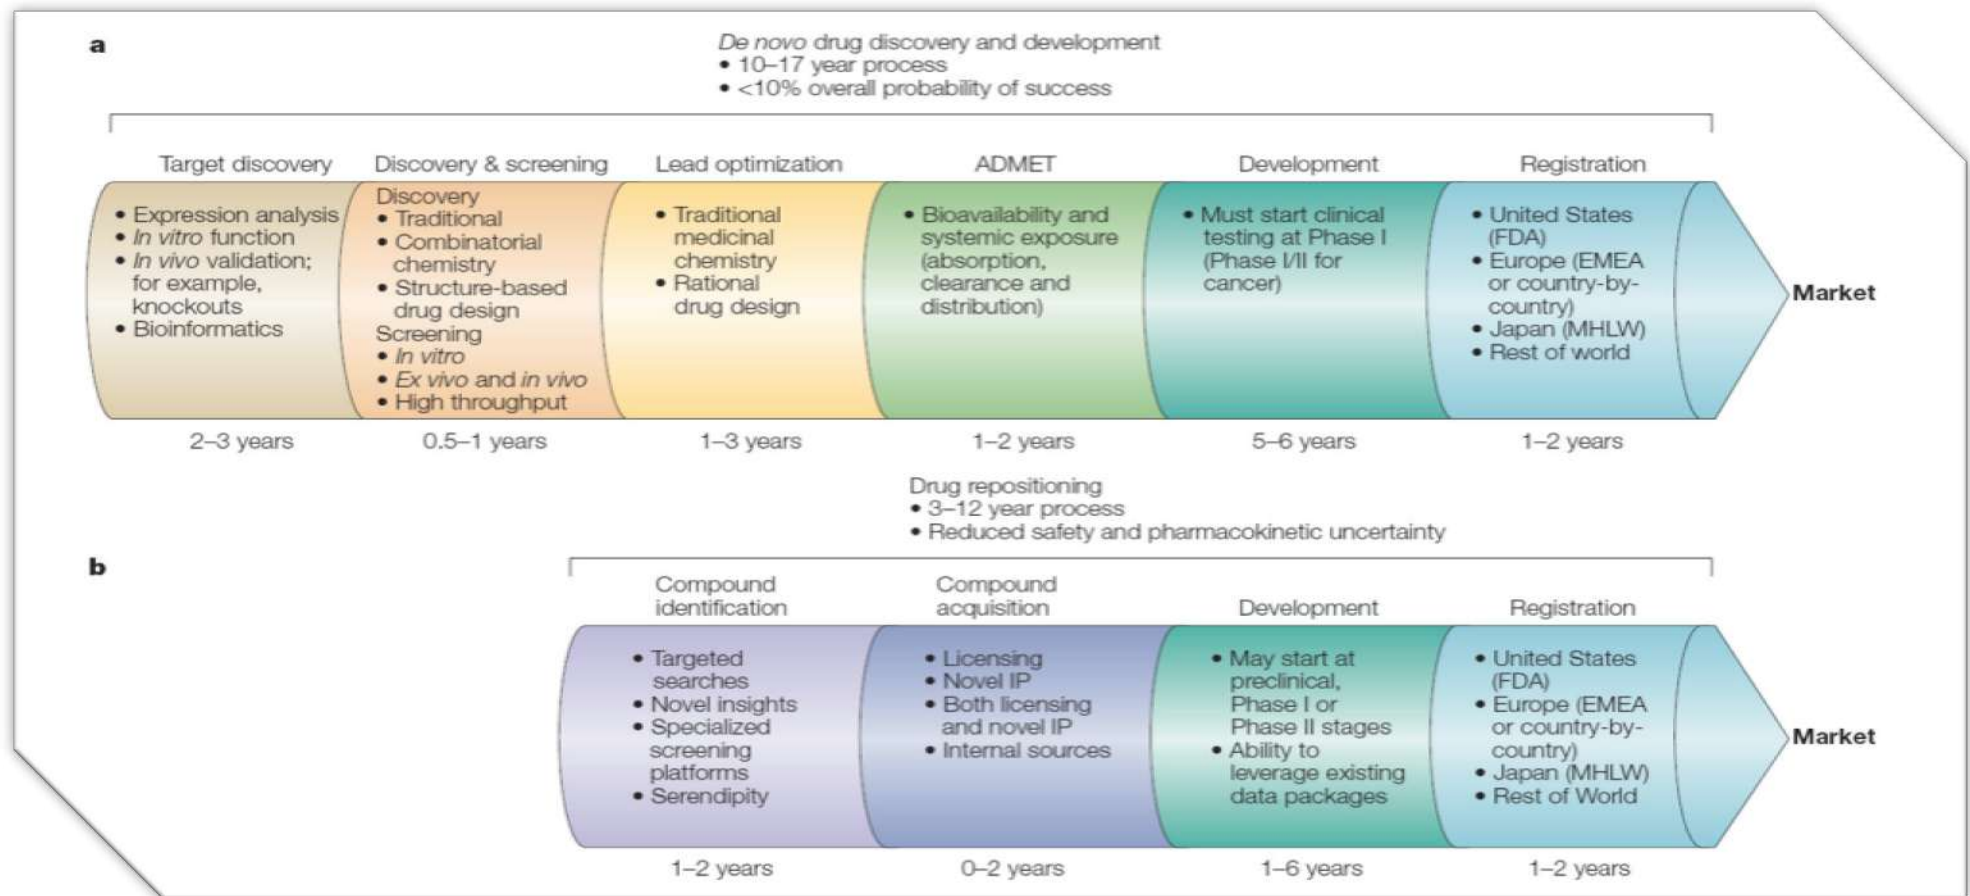 a
De novo drug discovery and development
• 10–17 year process
• <10% overall probability of success
Target discovery
• Expression analysis
• In vitro function
• In vivo validation;
for example,
knockouts
• Bioinformatics
2–3 years
Discovery & screening
Discovery
• Traditional
• Combinatorial
chemistry
• Structure-based
drug design
Screening
• In vitro
• Ex vivo and in vivo
• High throughput
0.5–1 years
Lead optimization
• Traditional
medicinal
chemistry
• Rational
drug design
1–3 years
ADMET
• Bioavailability and
systemic exposure
(absorption,
clearance and
distribution)
1–2 years
Development
• Must start clinical
testing at Phase I
(Phase I/II for
cancer)
5–6 years
Registration
• United States
(FDA)
• Europe (EMEA
or country-by-
country)
• Japan (MHLW)
• Rest of world
1–2 years
Market
b
Drug repositioning
• 3–12 year process
• Reduced safety and pharmacokinetic uncertainty
Compound
identification
• Targeted
searches
• Novel insights
• Specialized
screening
platforms
• Serendipity
1–2 years
Compound
acquisition
• Licensing
• Novel IP
• Both licensing
and novel IP
• Internal sources
0–2 years
Development
• May start at
preclinical,
Phase I or
Phase II stages
• Ability to
leverage existing
data packages
1–6 years
Registration
• United States
(FDA)
• Europe (EMEA
or country-by-
country)
• Japan (MHLW)
• Rest of World
1–2 years
Market